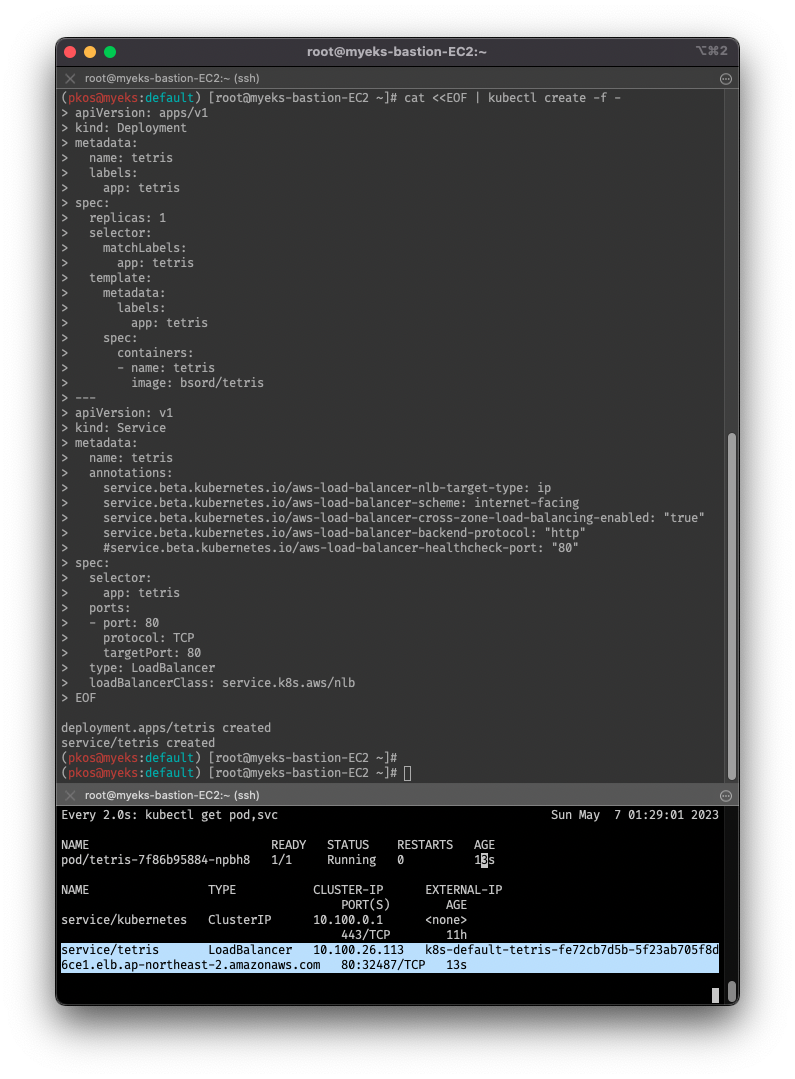 root@myeks-bastion-EC2:~
⌥⌘2
root@myeks-bastion-EC2:~ (ssh)
(pkos@myeks:default) [root@myeks-bastion-EC2 ~]# cat <<EOF | kubectl create -f -
> apiVersion: apps/v1
> kind: Deployment
> metadata:
>   name: tetris
>   labels:
>     app: tetris
> spec:
>   replicas: 1
>   selector:
>     matchLabels:
>       app: tetris
>   template:
>     metadata:
>       labels:
>         app: tetris
>     spec:
>       containers:
>       - name: tetris
>         image: bsord/tetris
> ---
> apiVersion: v1
> kind: Service
> metadata:
>   name: tetris
>   annotations:
>     service.beta.kubernetes.io/aws-load-balancer-nlb-target-type: ip
>     service.beta.kubernetes.io/aws-load-balancer-scheme: internet-facing
>     service.beta.kubernetes.io/aws-load-balancer-cross-zone-load-balancing-enabled: "true"
>     service.beta.kubernetes.io/aws-load-balancer-backend-protocol: "http"
>     #service.beta.kubernetes.io/aws-load-balancer-healthcheck-port: "80"
> spec:
>   selector:
>     app: tetris
>   ports:
>   - port: 80
>     protocol: TCP
>     targetPort: 80
>   type: LoadBalancer
>   loadBalancerClass: service.k8s.aws/nlb
> EOF
deployment.apps/tetris created
service/tetris created
(pkos@myeks:default) [root@myeks-bastion-EC2 ~]#
(pkos@myeks:default) [root@myeks-bastion-EC2 ~]#
root@myeks-bastion-EC2:~ (ssh)
Every 2.0s: kubectl get pod,svc                                       Sun May  7 01:29:01 2023
NAME                          READY   STATUS    RESTARTS   AGE
pod/tetris-7f86b95884-npbh8   1/1     Running   0          13s
NAME                 TYPE           CLUSTER-IP      EXTERNAL-IP
                                        PORT(S)        AGE
service/kubernetes   ClusterIP      10.100.0.1      <none>
                                        443/TCP        11h
service/tetris       LoadBalancer   10.100.26.113   k8s-default-tetris-fe72cb7d5b-5f23ab705f8d
6ce1.elb.ap-northeast-2.amazonaws.com   80:32487/TCP   13s